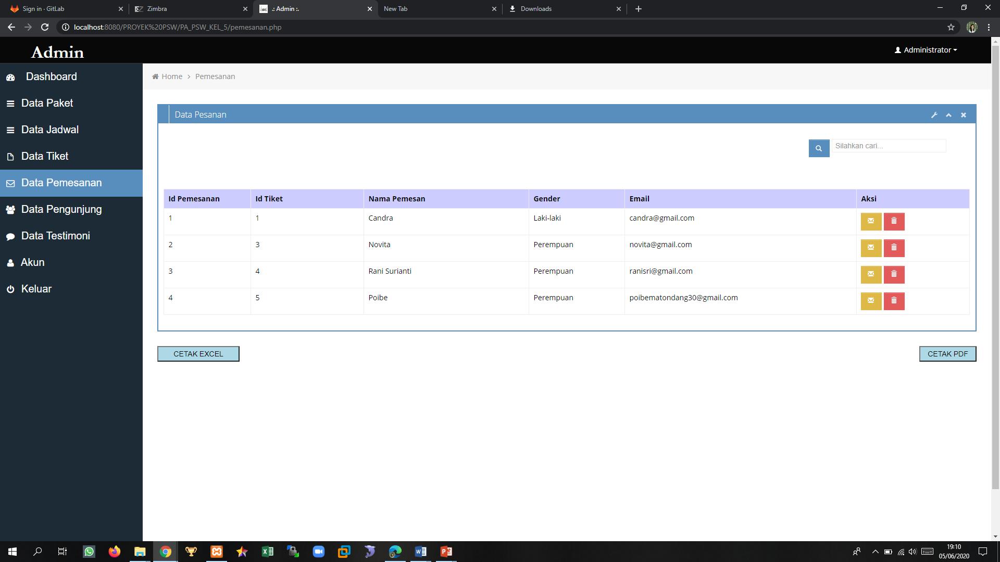 Sign in · GitLab
Zimbra
.: Admin :.
New Tab
Downloads
localhost:8080/PROYEK%20PSW/PA_PSW_KEL_5/pemesanan.php
Admin
Administrator
Dashboard
Data Paket
Data Jadwal
Data Tiket
Data Pemesanan
Data Pengunjung
Data Testimoni
Akun
Keluar
Home > Pemesanan
Data Pesanan
Silahkan cari...
Id Pemesanan Id Tiket Nama Pemesan Gender Email Aksi
1 1 Candra Laki-laki candra@gmail.com
2 3 Novita Perempuan novita@gmail.com
3 4 Rani Surianti Perempuan ranisri@gmail.com
4 5 Poibe Perempuan poibematondang30@gmail.com
CETAK EXCEL
CETAK PDF
19:10
05/06/2020